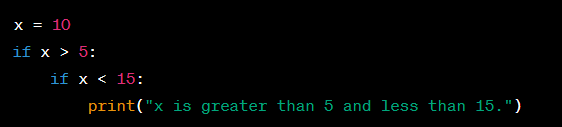 x = 10
if x > 5:
    if x < 15:
        print("x is greater than 5 and less than 15.")